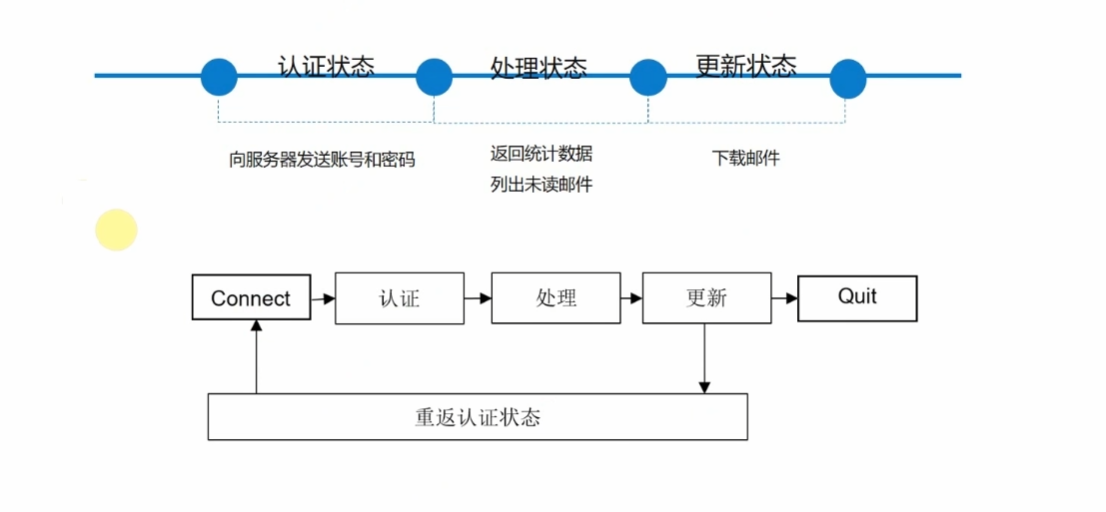 认证状态
处理状态
更新状态
向服务器发送账号和密码
返回统计数据
列出未读邮件
下载邮件
Connect
认证
处理
更新
Quit
重返认证状态